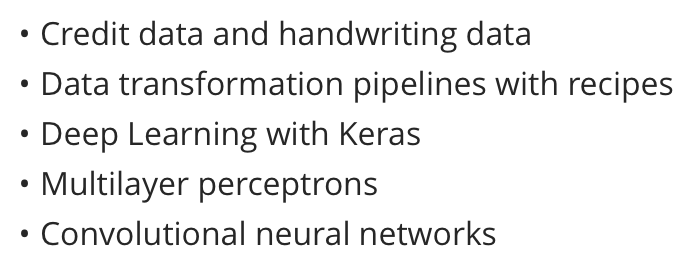 • Credit data and handwriting data
• Data transformation pipelines with recipes
• Deep Learning with Keras
• Multilayer perceptrons
• Convolutional neural networks